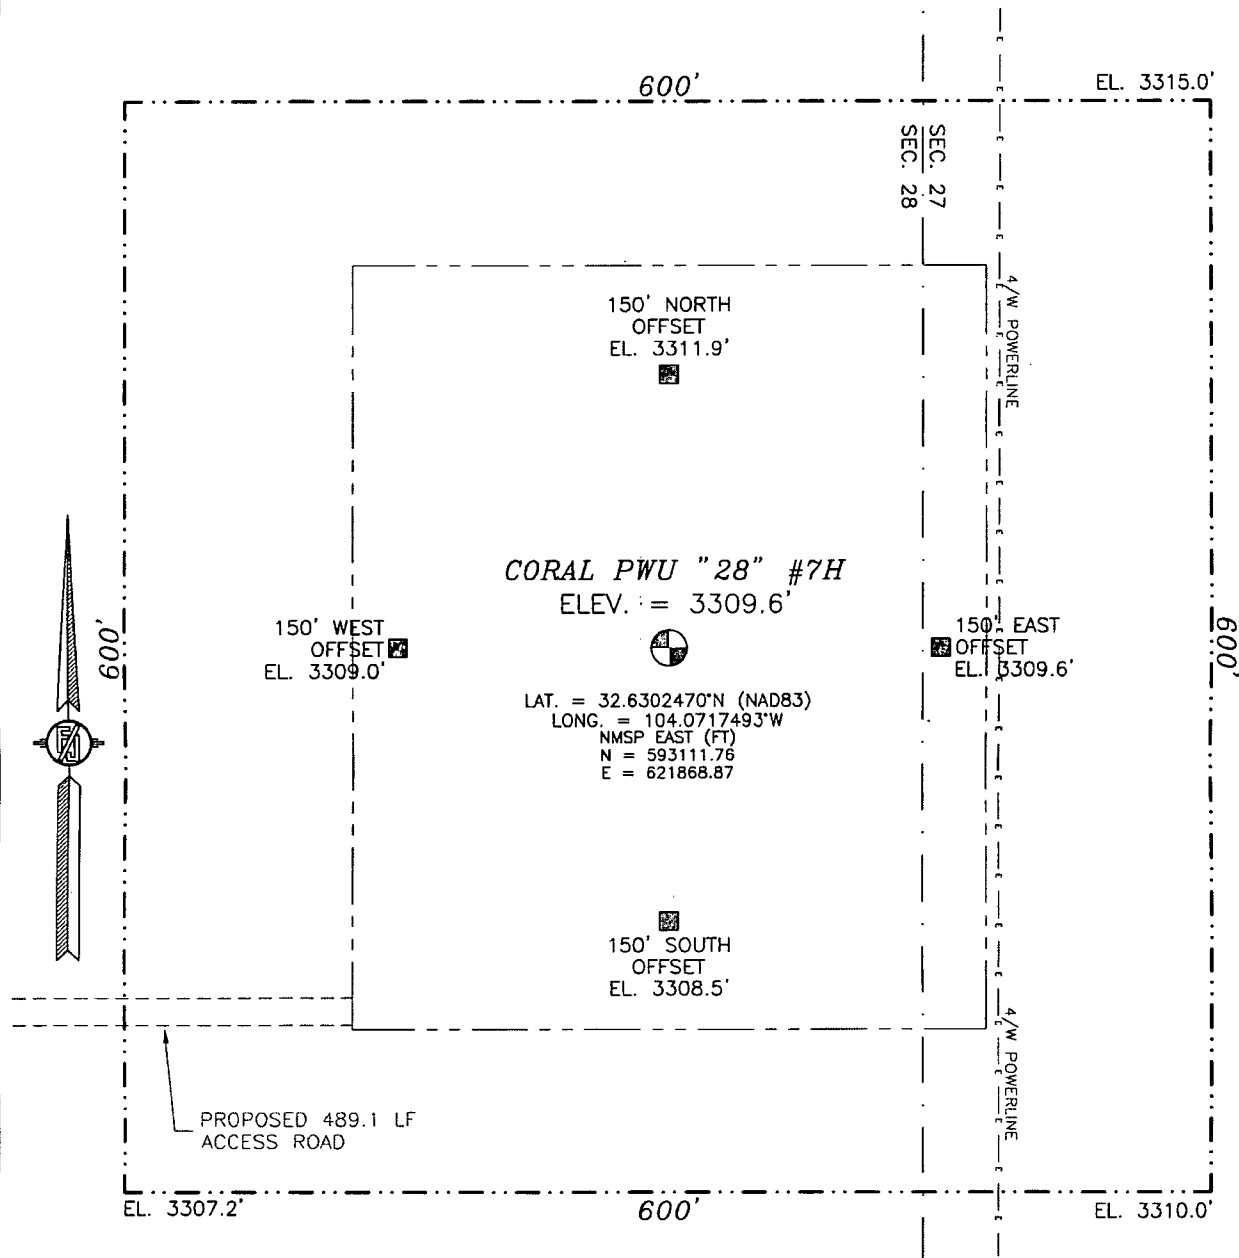 600'
EL. 3315.0'
SEC. 27
SEC. 28
4/W POWERLINE
150' NORTH
OFFSET
EL. 3311.9'
CORAL PWU "28" #7H
ELEV. = 3309.6'
600'
150' WEST
OFFSET
EL. 3309.0'
150' EAST
OFFSET
EL. 3309.6'
600'
LAT. = 32.6302470°N (NAD83)
LONG. = 104.0717493°W
NMSP EAST (FT)
N = 593111.76
E = 621868.87
150' SOUTH
OFFSET
EL. 3308.5'
4/W POWERLINE
PROPOSED 489.1 LF
ACCESS ROAD
EL. 3307.2'
600'
EL. 3310.0'